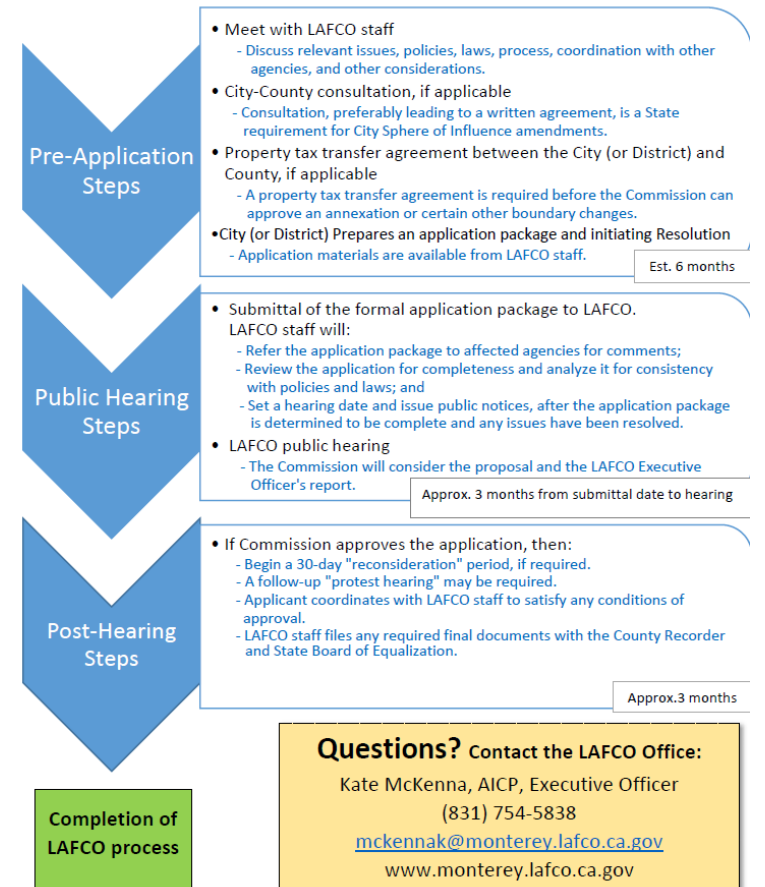 Pre-Application
Steps
• Meet with LAFCO staff
- Discuss relevant issues, policies, laws, process, coordination with other
agencies, and other considerations.
• City-County consultation, if applicable
- Consultation, preferably leading to a written agreement, is a State
requirement for City Sphere of Influence amendments.
• Property tax transfer agreement between the City (or District) and
County, if applicable
- A property tax transfer agreement is required before the Commission can
approve an annexation or certain other boundary changes.
•City (or District) Prepares an application package and initiating Resolution
- Application materials are available from LAFCO staff.
Est. 6 months
Public Hearing
Steps
• Submittal of the formal application package to LAFCO.
LAFCO staff will:
- Refer the application package to affected agencies for comments;
- Review the application for completeness and analyze it for consistency
with policies and laws; and
- Set a hearing date and issue public notices, after the application package
is determined to be complete and any issues have been resolved.
• LAFCO public hearing
- The Commission will consider the proposal and the LAFCO Executive
Officer's report.
Approx. 3 months from submittal date to hearing
Post-Hearing
Steps
• If Commission approves the application, then:
- Begin a 30-day "reconsideration" period, if required.
- A follow-up "protest hearing" may be required.
- Applicant coordinates with LAFCO staff to satisfy any conditions of
approval.
- LAFCO staff files any required final documents with the County Recorder
and State Board of Equalization.
Approx.3 months
Completion of
LAFCO process
Questions? Contact the LAFCO Office:
Kate McKenna, AICP, Executive Officer
(831) 754-5838
mckennak@monterey.lafco.ca.gov
www.monterey.lafco.ca.gov